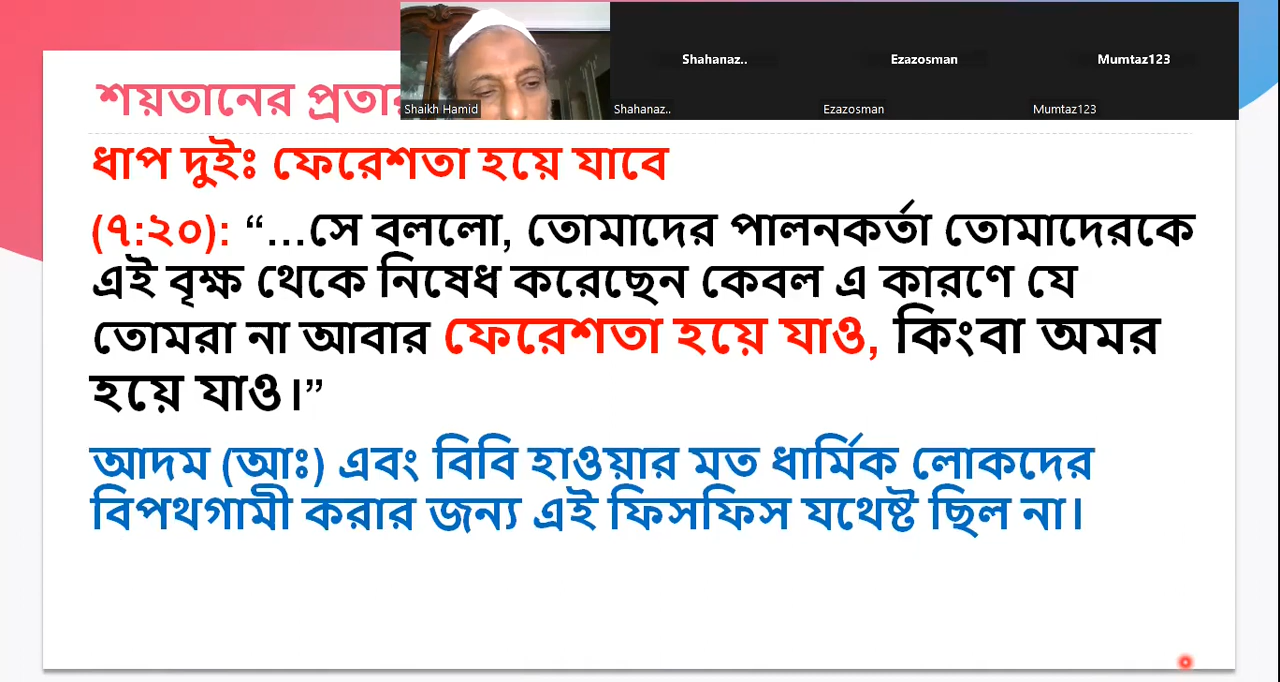 Shahanaz..
Ezazosman
Mumtaz123
Shaikh Hamid
Shahanaz..
Ezazosman
Mumtaz123
শয়তানের
ধাপ দুইঃ ফেরেশতা হয়ে যাবে
(৭:২০): “...সে বললো, তোমাদের পালনকর্তা তোমাদেরকে
এই বৃক্ষ থেকে নিষেধ করেছেন কেবল এ কারণে যে
তোমরা না আবার ফেরেশতা হয়ে যাও, কিংবা অমর
হয়ে যাও।”
আদম (আঃ) এবং বিবি হাওয়ার মত ধার্মিক লোকদের
বিপথগামী করার জন্য এই ফিসফিস যথেষ্ট ছিল না।